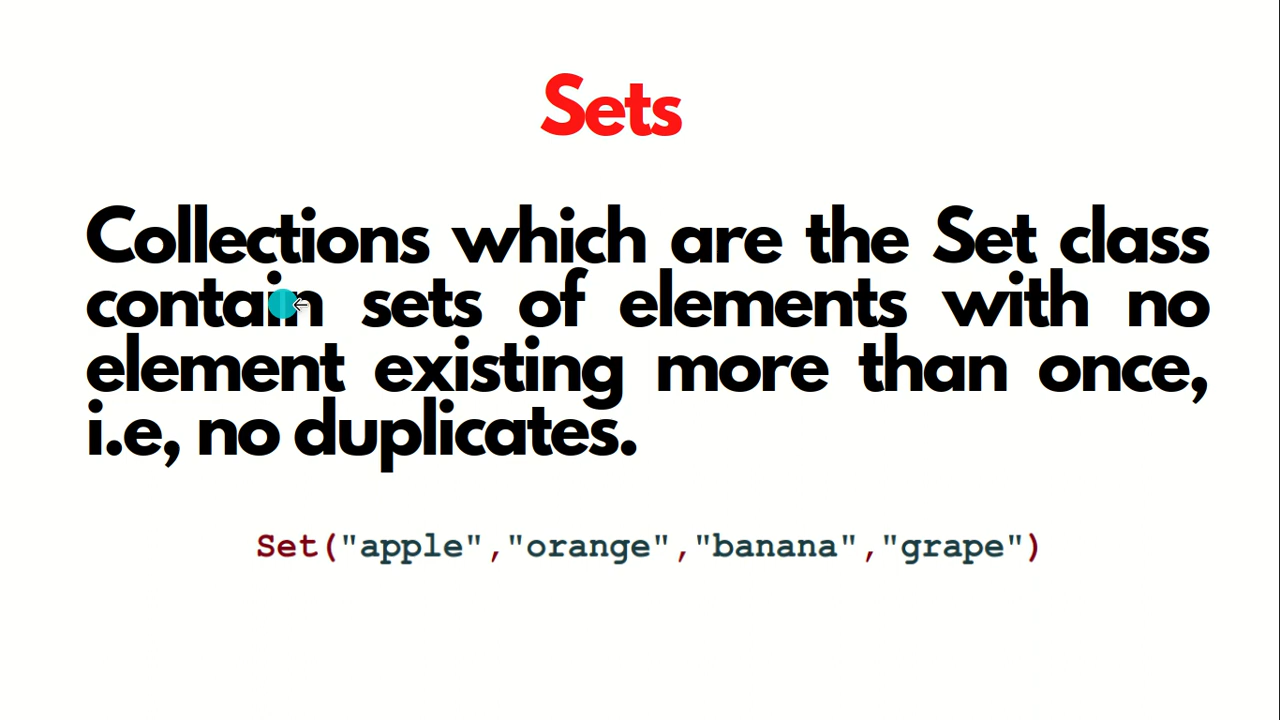 Sets
Collections which are the Set class
contain sets of elements with no
element existing more than once,
i.e, no duplicates.
Set("apple","orange","banana","grape")